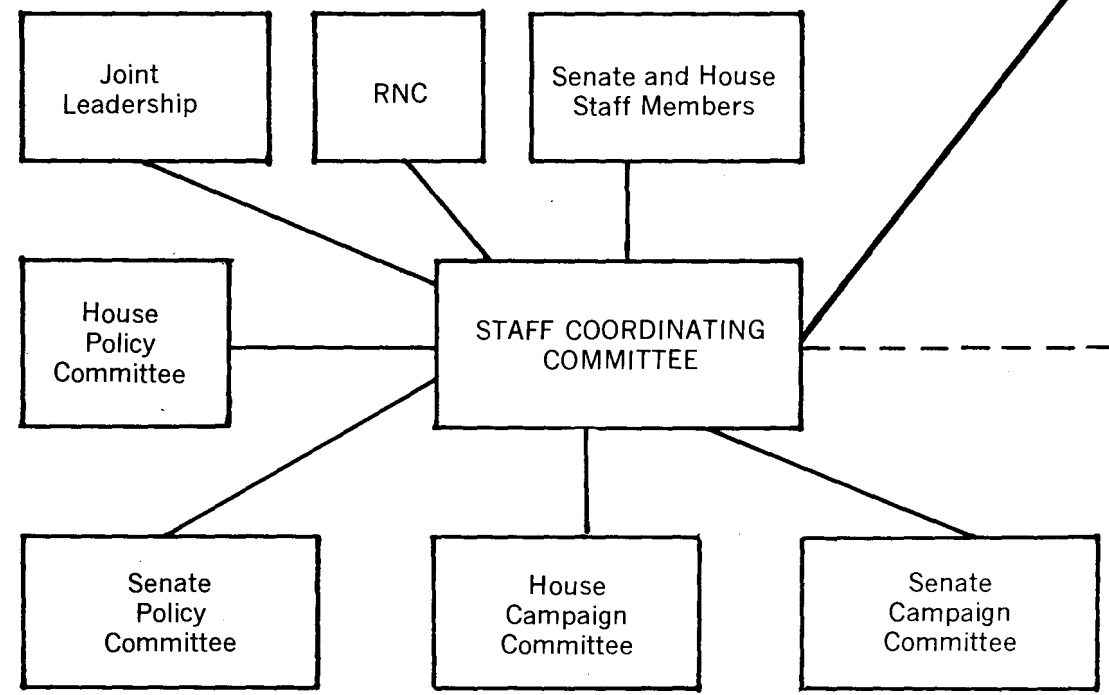 Joint
Leadership
RNC
Senate and House
Staff Members
House
Policy
Committee
STAFF COORDINATING
COMMITTEE
Senate
Policy
Committee
House
Campaign
Committee
Senate
Campaign
Committee